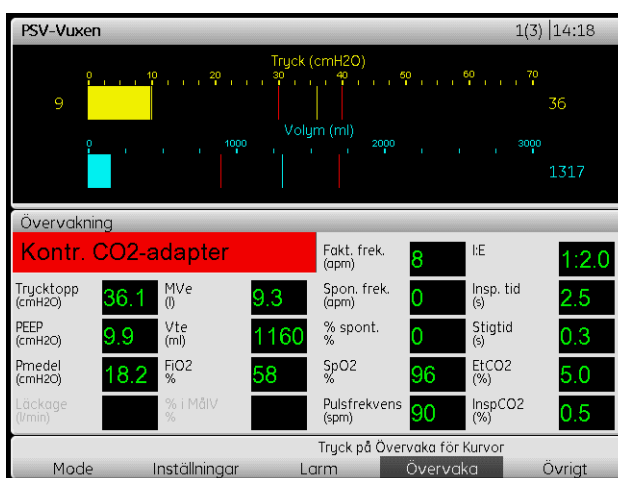 PSV-Vuxen 1(3) 14:18
Tryck (cmH2O)
0 10 20 30 40 50 60 70
9 36
Volym (ml)
0 1000 2000 3000
1317
Övervakning
Kontr. CO2-adapter
Fakt. frek. (apm) 8 I:E 1:2.0
Trycktopp (cmH2O) 36.1 MVe (l) 9.3 Spon. frek. (apm) 0 Insp. tid (s) 2.5
PEEP (cmH2O) 9.9 Vte (ml) 1160 % spont. % 0 Stigtid (s) 0.3
Pmedel (cmH2O) 18.2 FiO2 % 58 SpO2 % 96 EtCO2 (%) 5.0
Läckage (l/min) % i MålV % Pulsfrekvens (spm) 90 InspCO2 (%) 0.5
Tryck på Övervaka för Kurvor
Mode Inställningar Larm Övervaka Övrigt